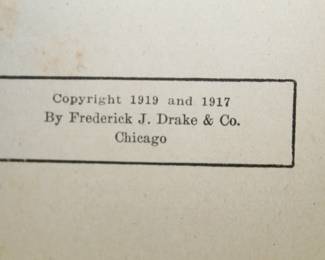 Copyright 1919 and 1917
By Frederick J. Drake & Co.
Chicago